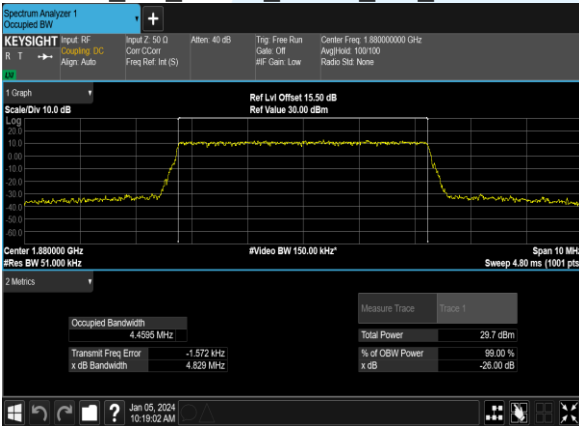 Spectrum Analyzer 1
Occupied BW
+
KEYSIGHT Input: RF Input Z: 50 Ω Atten: 40 dB Trig: Free Run Center Freq: 1.880000000 GHz
R T Coupling: DC Corr CCorr Gate: Off Avg|Hold: 100/100
Align: Auto Freq Ref: Int (S) #IF Gain: Low Radio Std: None
LXI
1 Graph
Ref Lvl Offset 15.50 dB
Scale/Div 10.0 dB Ref Value 30.00 dBm
Log
20.0
10.0
0.00
-10.0
-20.0
-30.0
-40.0
-50.0
-60.0
Center 1.880000 GHz #Video BW 150.00 kHz* Span 10 MHz
#Res BW 51.000 kHz Sweep 4.80 ms (1001 pts
2 Metrics
Measure Trace Trace 1
Occupied Bandwidth
4.4595 MHz
Total Power 29.7 dBm
Transmit Freq Error -1.572 kHz % of OBW Power 99.00 %
x dB Bandwidth 4.829 MHz x dB -26.00 dB
? Jan 05, 2024
10:19:02 AM